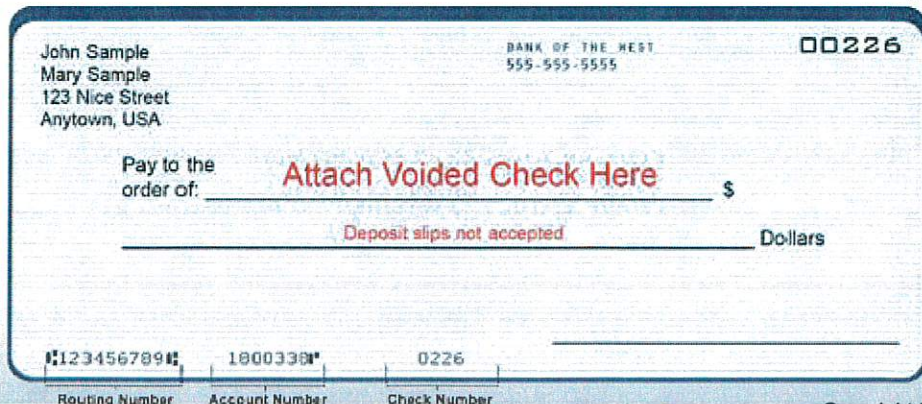 John Sample
Mary Sample
123 Nice Street
Anytown, USA
BANK OF THE WEST
555-555-5555
00226
Pay to the
order of:
Attach Voided Check Here
$
Deposit slips not accepted
Dollars
⑆123456789⑆ 1800338⑈ 0226
Routing Number Account Number Check Number